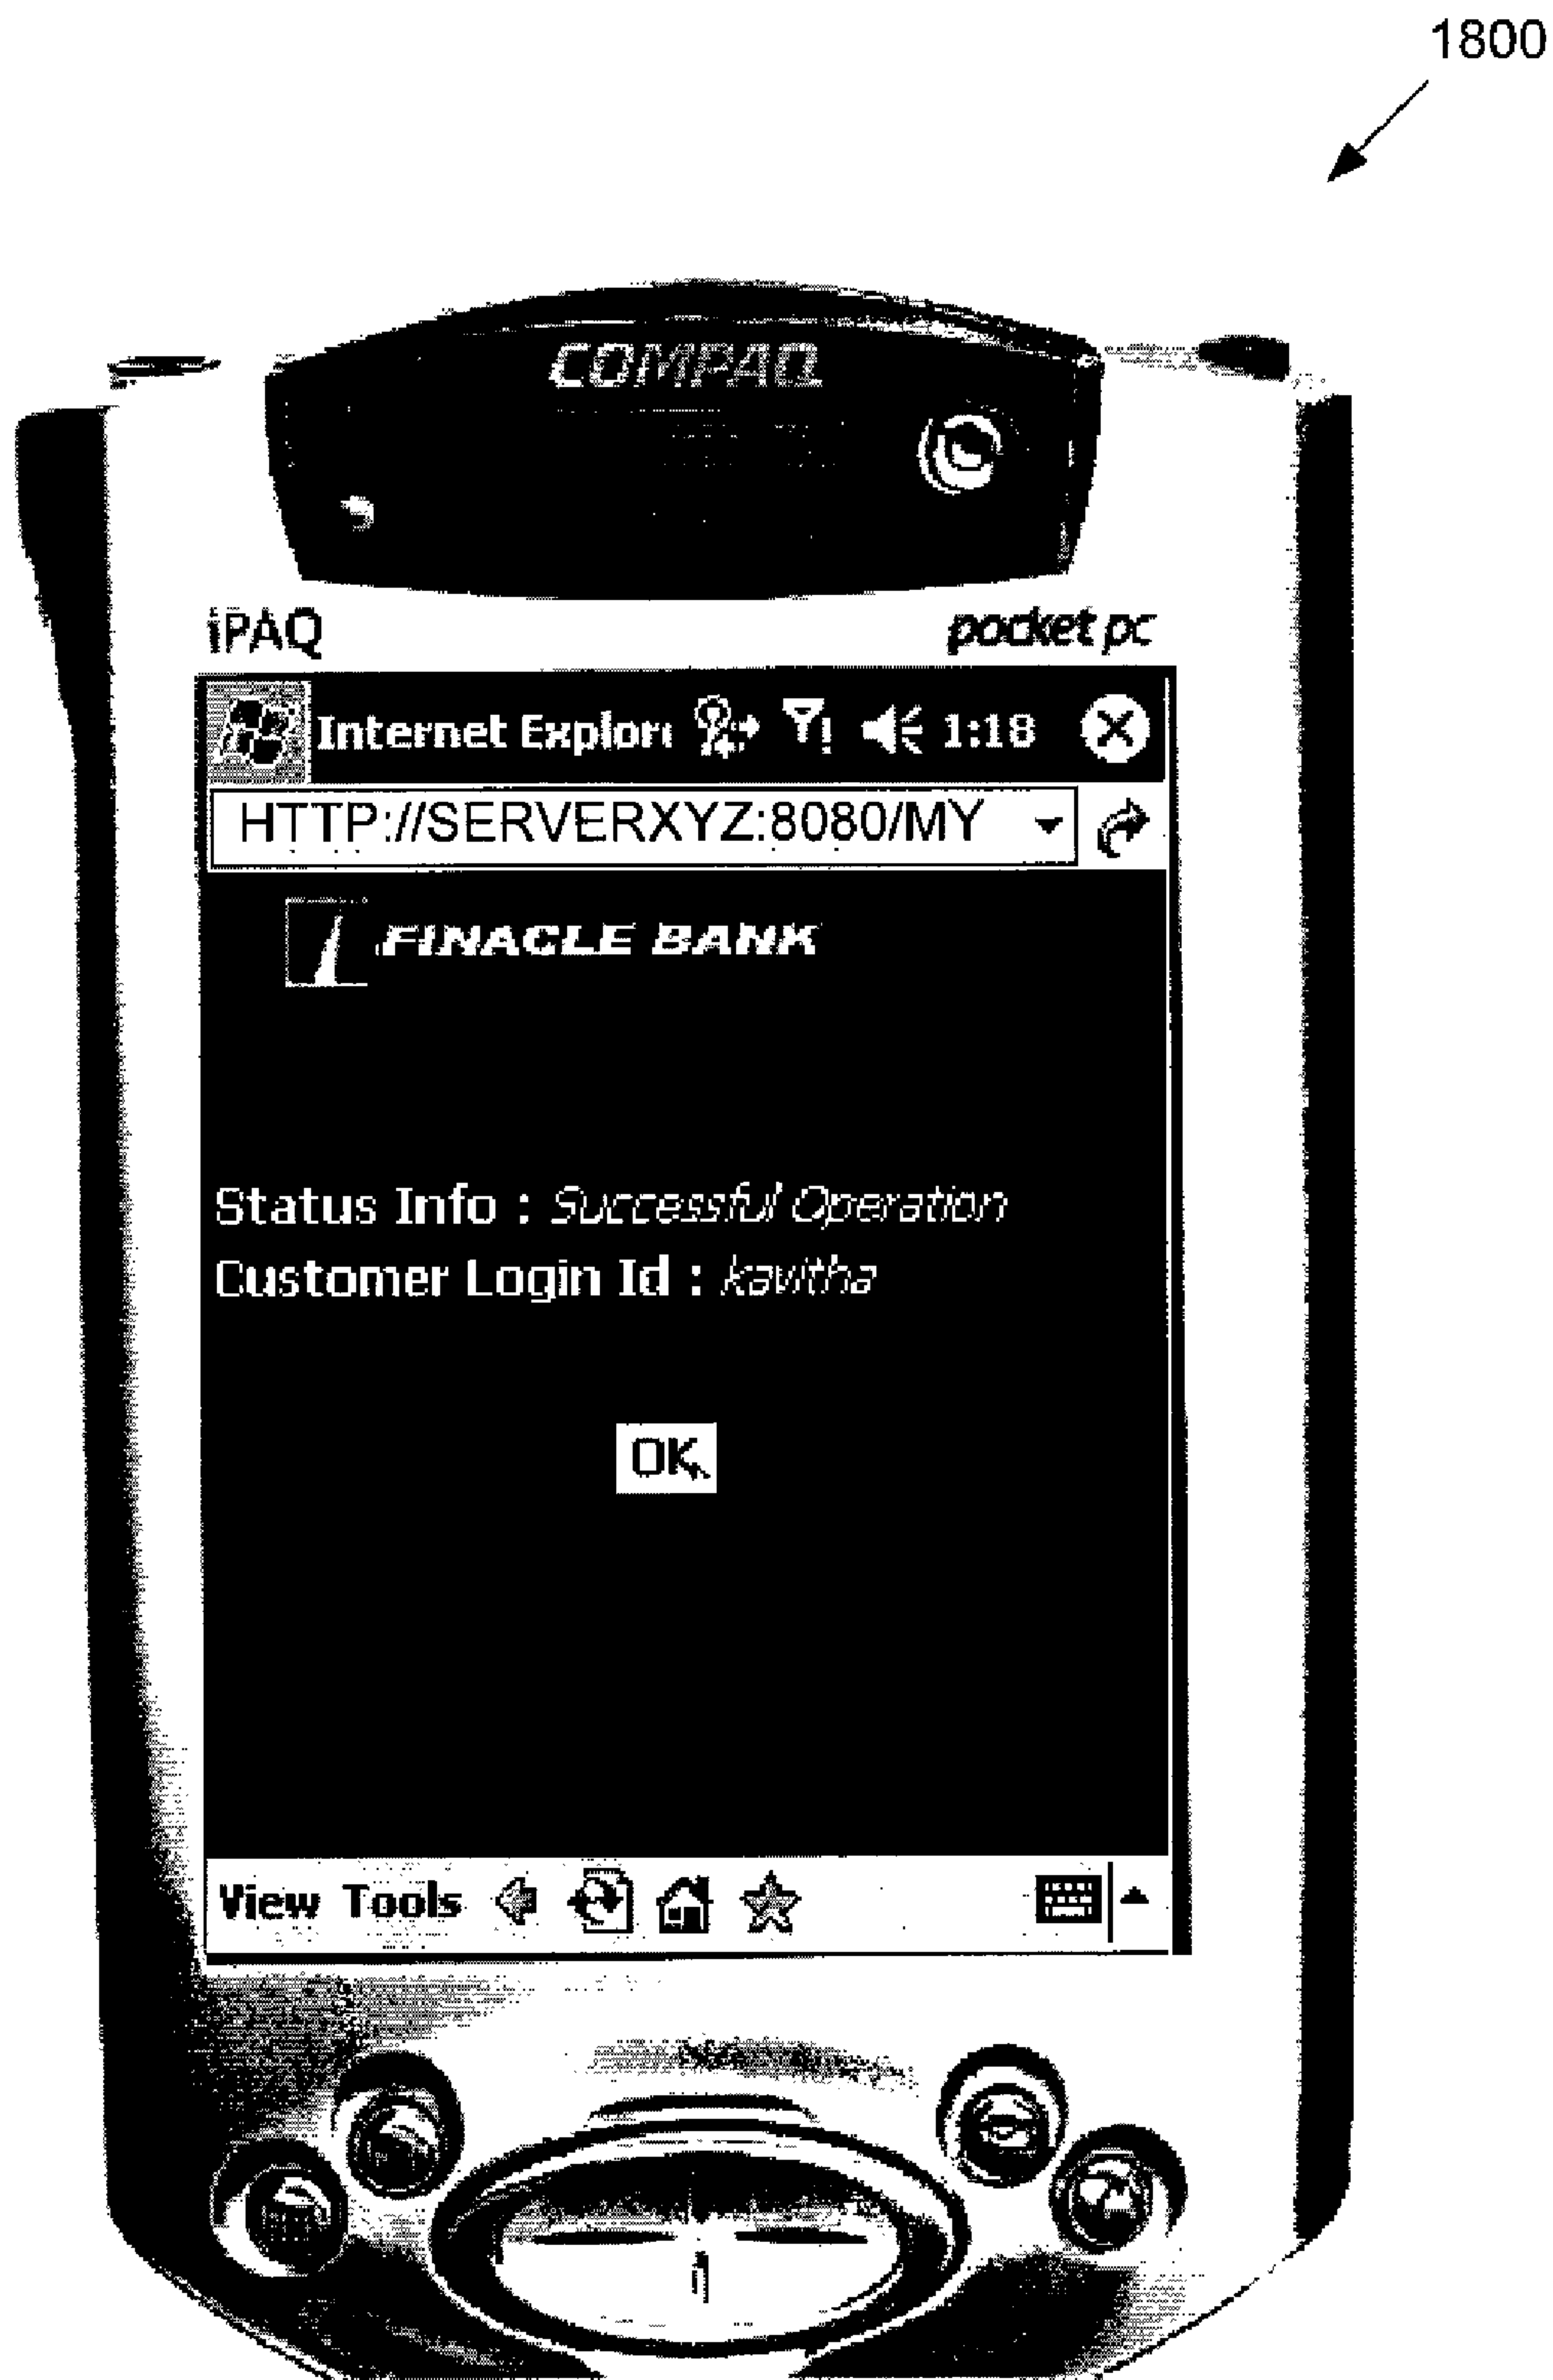 1800
COMPAQ
iPAQ pocket pc
Internet Explor 1:18
HTTP://SERVERXYZ:8080/MY
FINACLE BANK
Status Info : Successful Operation
Customer Login Id : kavitha
OK
View Tools